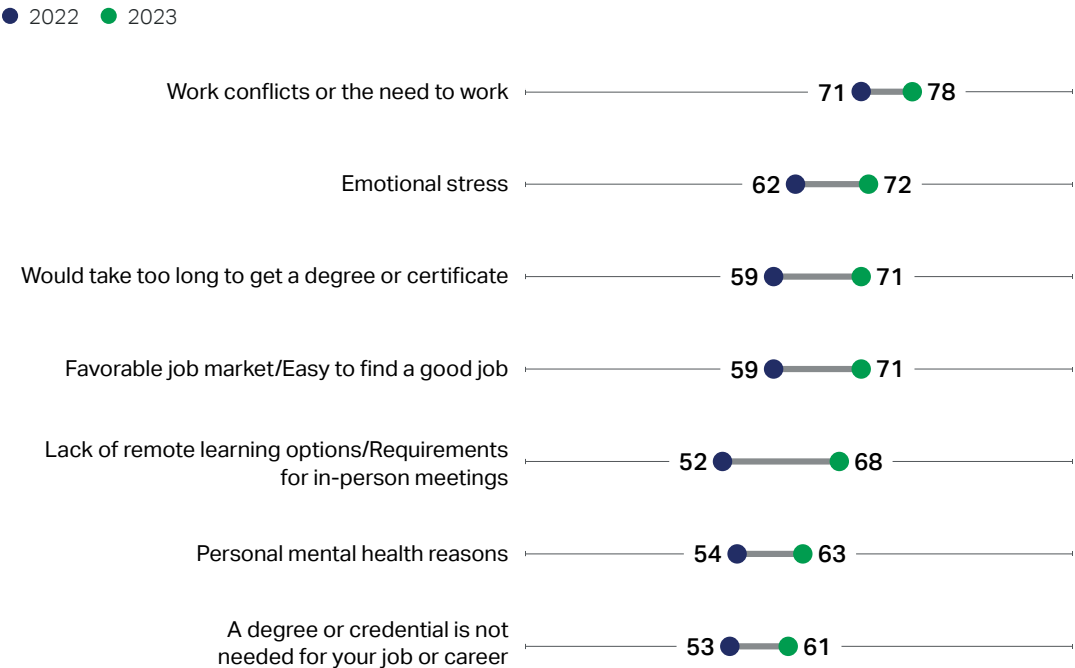 2022 2023
Work conflicts or the need to work 71 78
Emotional stress 62 72
Would take too long to get a degree or certificate 59 71
Favorable job market/Easy to find a good job 59 71
Lack of remote learning options/Requirements
for in-person meetings 52 68
Personal mental health reasons 54 63
A degree or credential is not
needed for your job or career 53 61